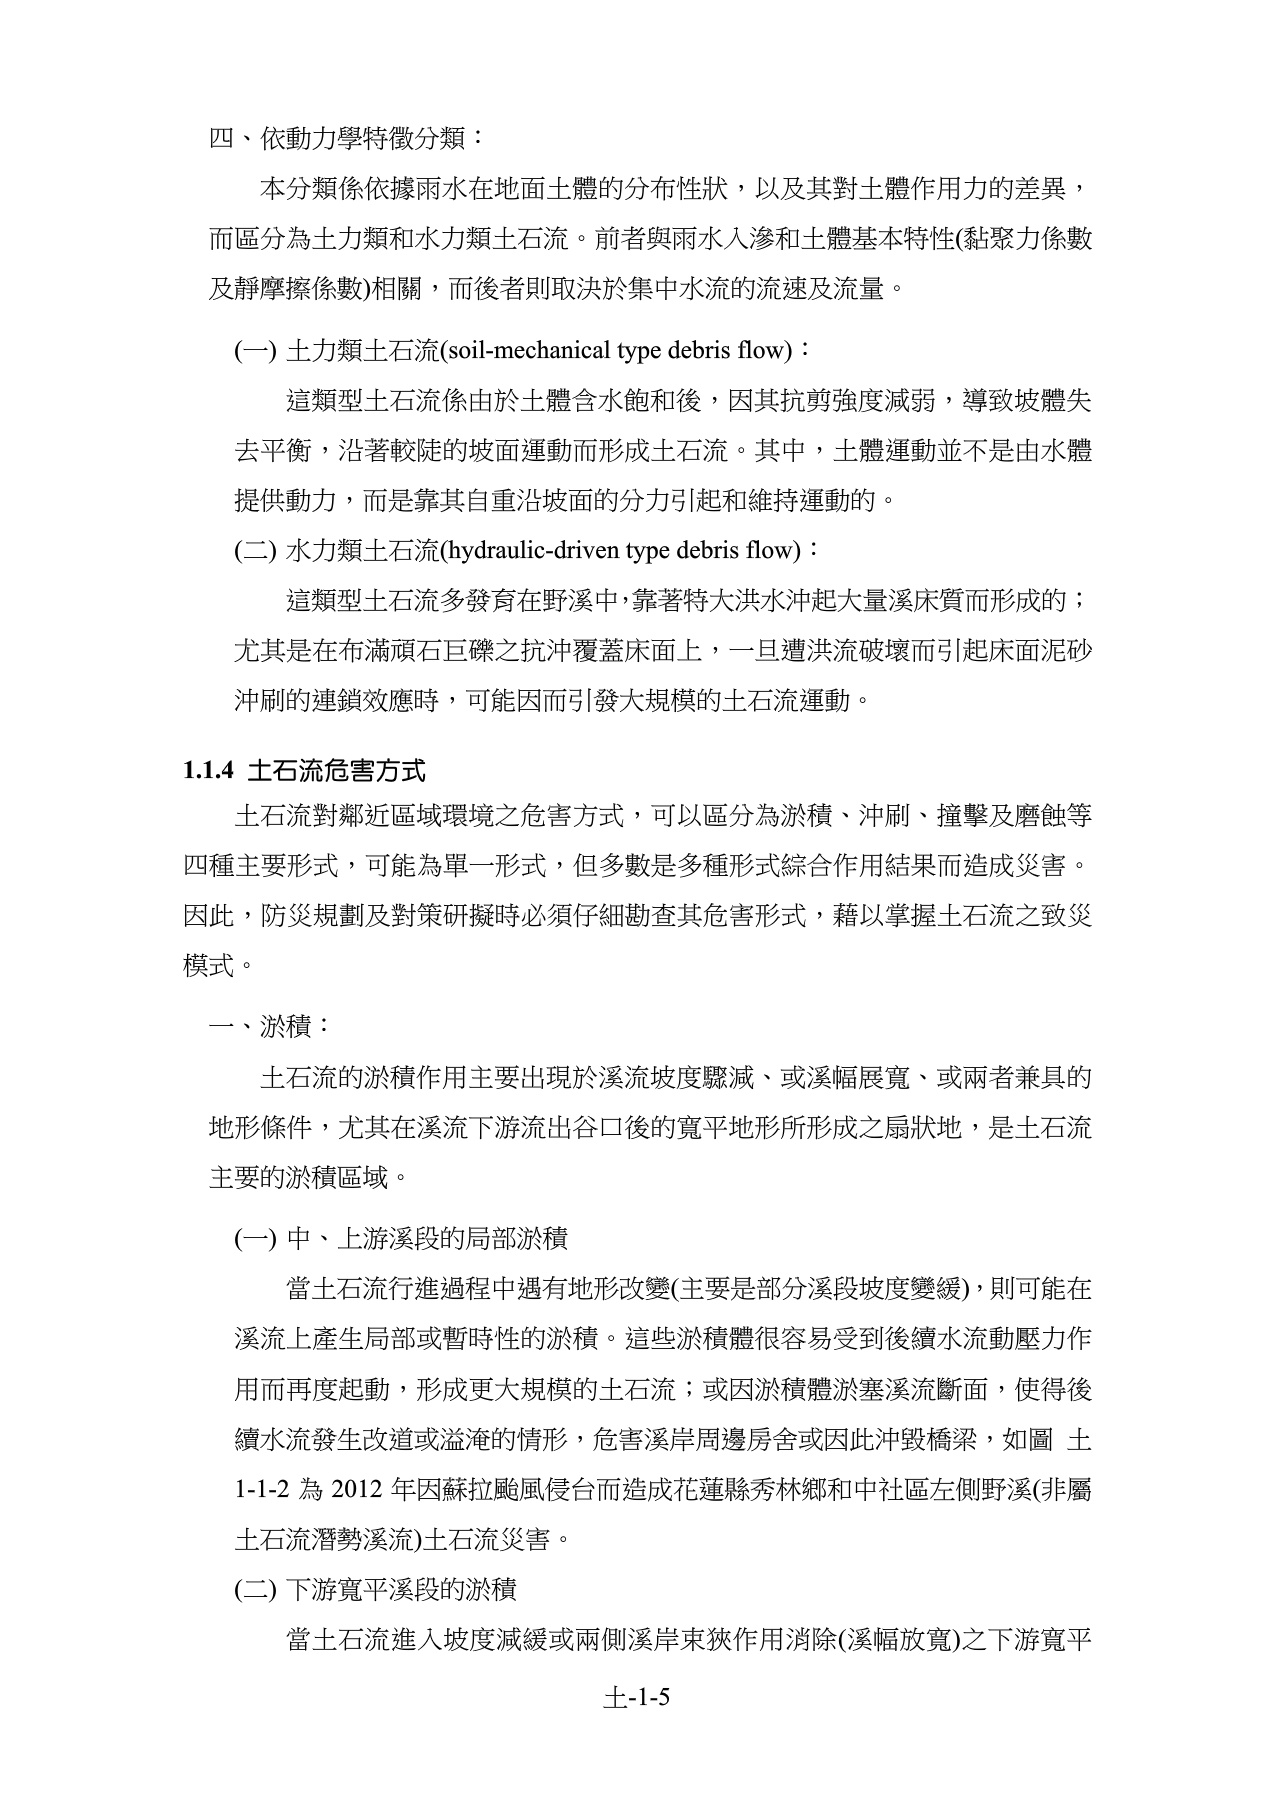 四、依動力學特徵分類：
本分類係依據雨水在地面土體的分布性狀，以及其對土體作用力的差異，
而區分為土力類和水力類土石流。前者與雨水入滲和土體基本特性(黏聚力係數
及靜摩擦係數)相關，而後者則取決於集中水流的流速及流量。
(一) 土力類土石流(soil-mechanical type debris flow)：
這類型土石流係由於土體含水飽和後，因其抗剪強度減弱，導致坡體失
去平衡，沿著較陡的坡面運動而形成土石流。其中，土體運動並不是由水體
提供動力，而是靠其自重沿坡面的分力引起和維持運動的。
(二) 水力類土石流(hydraulic-driven type debris flow)：
這類型土石流多發育在野溪中，靠著特大洪水沖起大量溪床質而形成的；
尤其是在布滿頑石巨礫之抗沖覆蓋床面上，一旦遭洪流破壞而引起床面泥砂
沖刷的連鎖效應時，可能因而引發大規模的土石流運動。
1.1.4 土石流危害方式
土石流對鄰近區域環境之危害方式，可以區分為淤積、沖刷、撞擊及磨蝕等
四種主要形式，可能為單一形式，但多數是多種形式綜合作用結果而造成災害。
因此，防災規劃及對策研擬時必須仔細勘查其危害形式，藉以掌握土石流之致災
模式。
一、淤積：
土石流的淤積作用主要出現於溪流坡度驟減、或溪幅展寬、或兩者兼具的
地形條件，尤其在溪流下游流出谷口後的寬平地形所形成之扇狀地，是土石流
主要的淤積區域。
(一) 中、上游溪段的局部淤積
當土石流行進過程中遇有地形改變(主要是部分溪段坡度變緩)，則可能在
溪流上產生局部或暫時性的淤積。這些淤積體很容易受到後續水流動壓力作
用而再度起動，形成更大規模的土石流；或因淤積體淤塞溪流斷面，使得後
續水流發生改道或溢淹的情形，危害溪岸周邊房舍或因此沖毀橋梁，如圖 土
1-1-2 為 2012 年因蘇拉颱風侵台而造成花蓮縣秀林鄉和中社區左側野溪(非屬
土石流潛勢溪流)土石流災害。
(二) 下游寬平溪段的淤積
當土石流進入坡度減緩或兩側溪岸束狹作用消除(溪幅放寬)之下游寬平
土-1-5